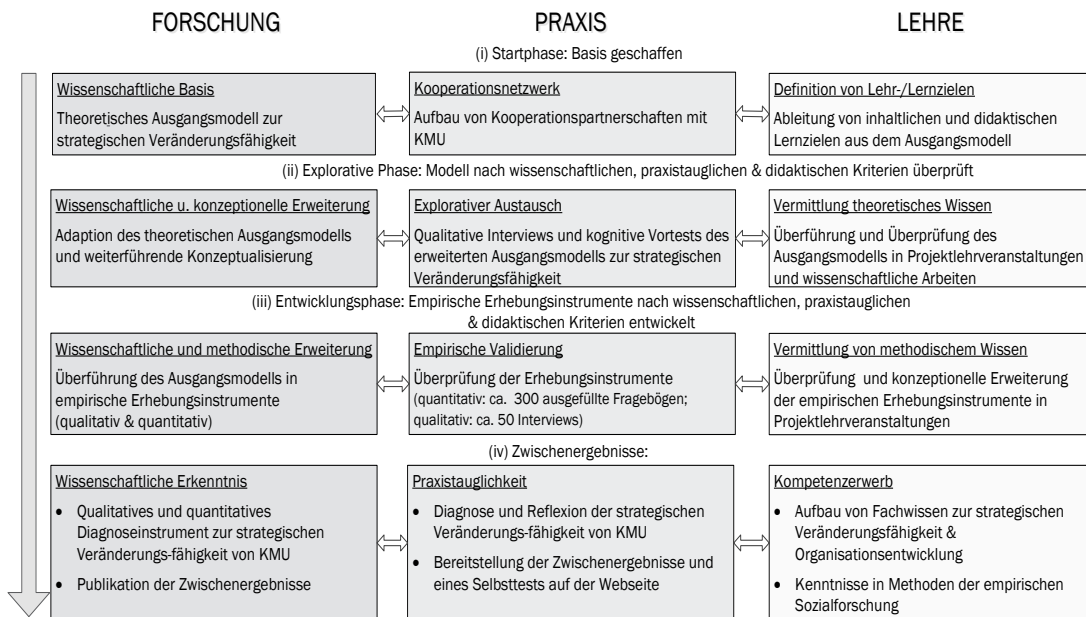 FORSCHUNG
PRAXIS
LEHRE
(i) Startphase: Basis geschaffen
Wissenschaftliche Basis
Theoretisches Ausgangsmodell zur
strategischen Veränderungsfähigkeit
Kooperationsnetzwerk
Aufbau von Kooperationspartnerschaften mit
KMU
Definition von Lehr-/Lernzielen
Ableitung von inhaltlichen und didaktischen
Lernzielen aus dem Ausgangsmodell
(ii) Explorative Phase: Modell nach wissenschaftlichen, praxistauglichen & didaktischen Kriterien überprüft
Wissenschaftliche u. konzeptionelle Erweiterung
Adaption des theoretischen Ausgangsmodells
und weiterführende Konzeptualisierung
Explorativer Austausch
Qualitative Interviews und kognitive Vortests des
erweiterten Ausgangsmodells zur strategischen
Veränderungsfähigkeit
Vermittlung theoretisches Wissen
Überführung und Überprüfung des
Ausgangsmodells in Projektlehrveranstaltungen
und wissenschaftliche Arbeiten
(iii) Entwicklungsphase: Empirische Erhebungsinstrumente nach wissenschaftlichen, praxistauglichen
& didaktischen Kriterien entwickelt
Wissenschaftliche und methodische Erweiterung
Überführung des Ausgangsmodells in
empirische Erhebungsinstrumente
(qualitativ & quantitativ)
Empirische Validierung
Überprüfung der Erhebungsinstrumente
(quantitativ: ca. 300 ausgefüllte Fragebögen;
qualitativ: ca. 50 Interviews)
Vermittlung von methodischem Wissen
Überprüfung und konzeptionelle Erweiterung
der empirischen Erhebungsinstrumente in
Projektlehrveranstaltungen
(iv) Zwischenergebnisse:
Wissenschaftliche Erkenntnis
• Qualitatives und quantitatives
Diagnoseinstrument zur strategischen
Veränderungs-fähigkeit von KMU
• Publikation der Zwischenergebnisse
Praxistauglichkeit
• Diagnose und Reflexion der strategischen
Veränderungs-fähigkeit von KMU
• Bereitstellung der Zwischenergebnisse und
eines Selbsttests auf der Webseite
Kompetenzerwerb
• Aufbau von Fachwissen zur strategischen
Veränderungsfähigkeit &
Organisationsentwicklung
• Kenntnisse in Methoden der empirischen
Sozialforschung